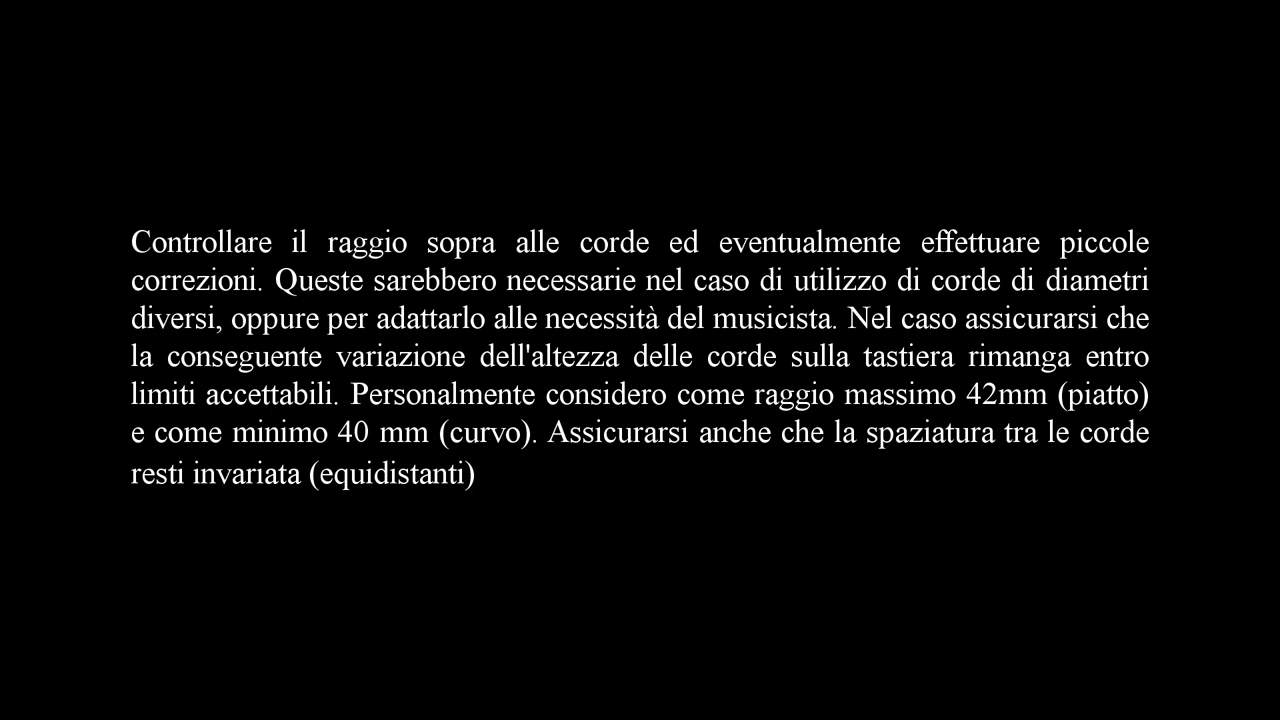 Controllare il raggio sopra alle corde ed eventualmente effettuare piccole
correzioni. Queste sarebbero necessarie nel caso di utilizzo di corde di diametri
diversi, oppure per adattarlo alle necessità del musicista. Nel caso assicurarsi che
la conseguente variazione dell'altezza delle corde sulla tastiera rimanga entro
limiti accettabili. Personalmente considero come raggio massimo 42mm (piatto)
e come minimo 40 mm (curvo). Assicurarsi anche che la spaziatura tra le corde
resti invariata (equidistanti)